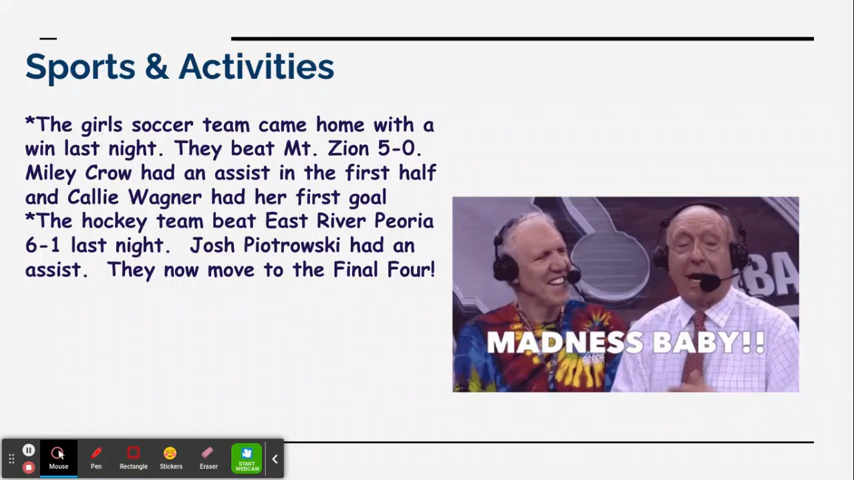 Sports & Activities
*The girls soccer team came home with a
win last night. They beat Mt. Zion 5-0.
Miley Crow had an assist in the first half
and Callie Wagner had her first goal
*The hockey team beat East River Peoria
6-1 last night. Josh Piotrowski had an
assist. They now move to the Final Four!
BA
MADNESS BABY!!
Mouse
Pen
Rectangle
Stickers
Eraser
START
WEBCAM